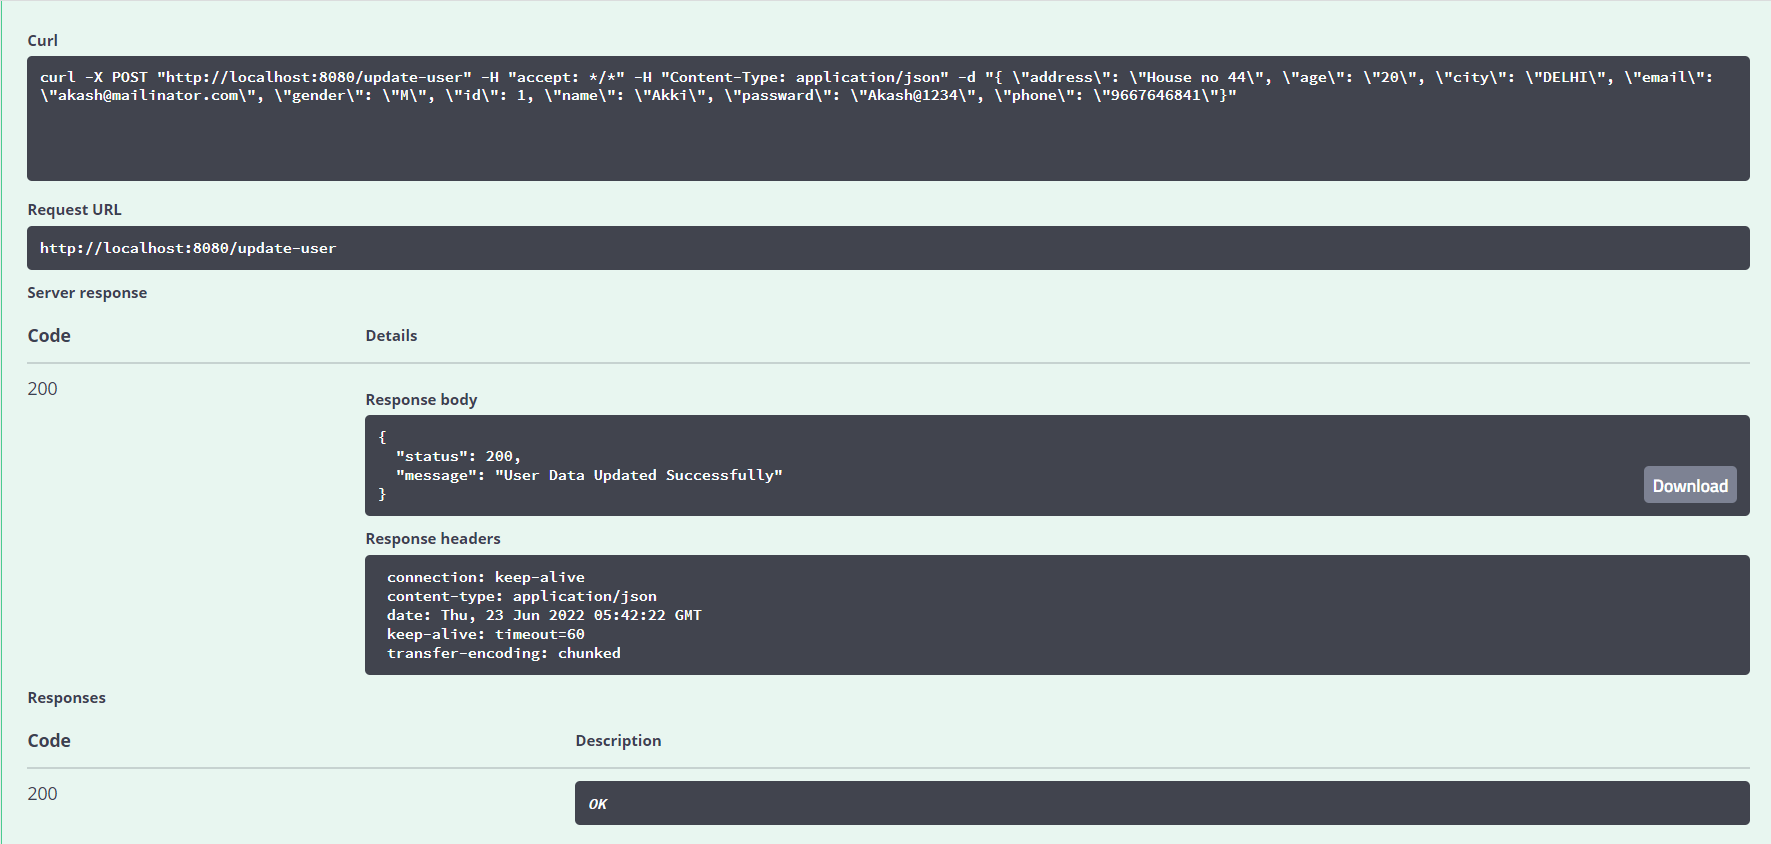 Curl
curl -X POST "http://localhost:8080/update-user" -H "accept: */*" -H "Content-Type: application/json" -d "{ \"address\": \"House no 44\", \"age\": \"20\", \"city\": \"DELHI\", \"email\":
\"akash@mailinator.com\", \"gender\": \"M\", \"id\": 1, \"name\": \"Akki\", \"passward\": \"Akash@1234\", \"phone\": \"9667646841\"}"
Request URL
http://localhost:8080/update-user
Server response
Code Details
200
Response body
{
"status": 200,
"message": "User Data Updated Successfully"
}
Download
Response headers
connection: keep-alive
content-type: application/json
date: Thu, 23 Jun 2022 05:42:22 GMT
keep-alive: timeout=60
transfer-encoding: chunked
Responses
Code Description
200
OK